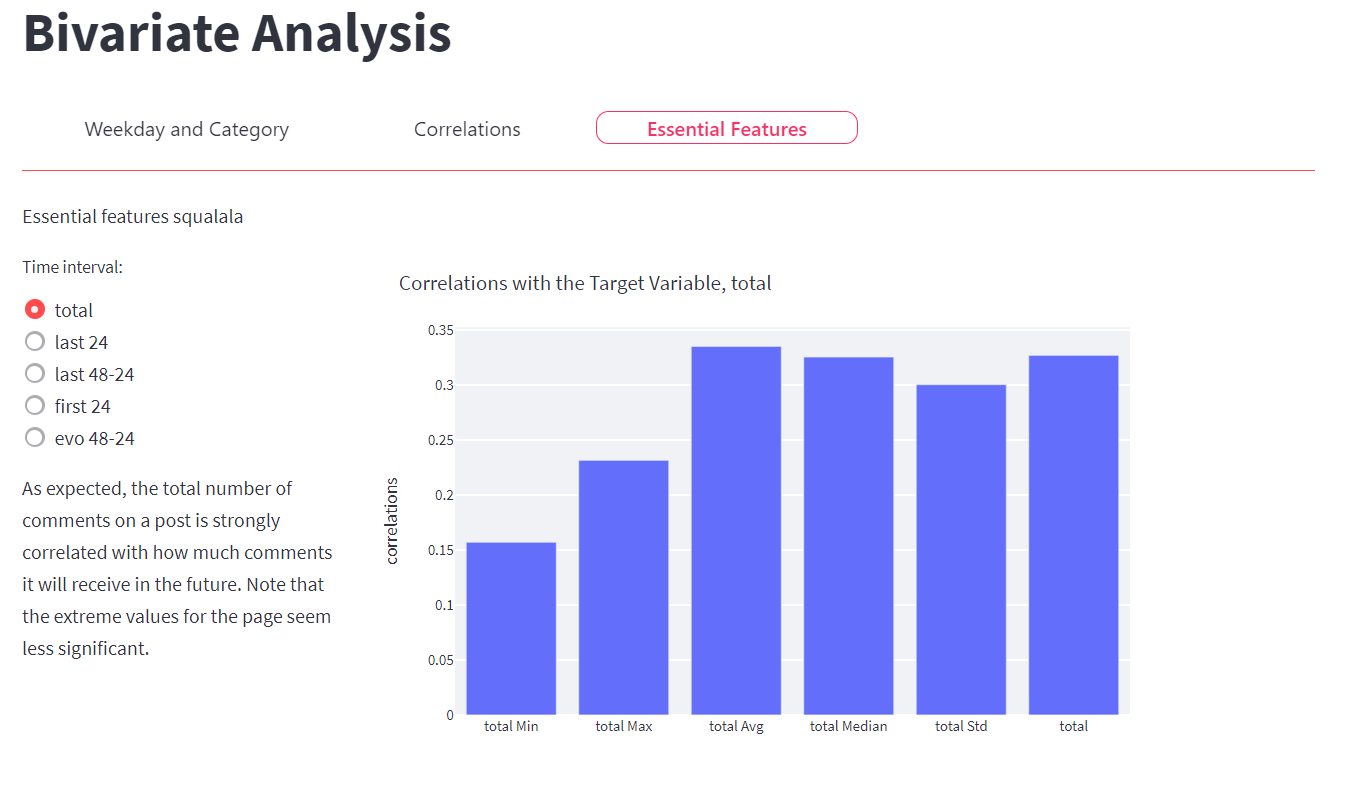 Bivariate Analysis
Weekday and Category
Correlations
Essential Features
Essential features squalala
Time interval:
total
last 24
last 48-24
first 24
evo 48-24
As expected, the total number of
comments on a post is strongly
correlated with how much comments
it will receive in the future. Note that
the extreme values for the page seem
less significant.
Correlations with the Target Variable, total
correlations
0.35
0.3
0.25
0.2
0.15
0.1
0.05
0
total Min
total Max
total Avg
total Median
total Std
total